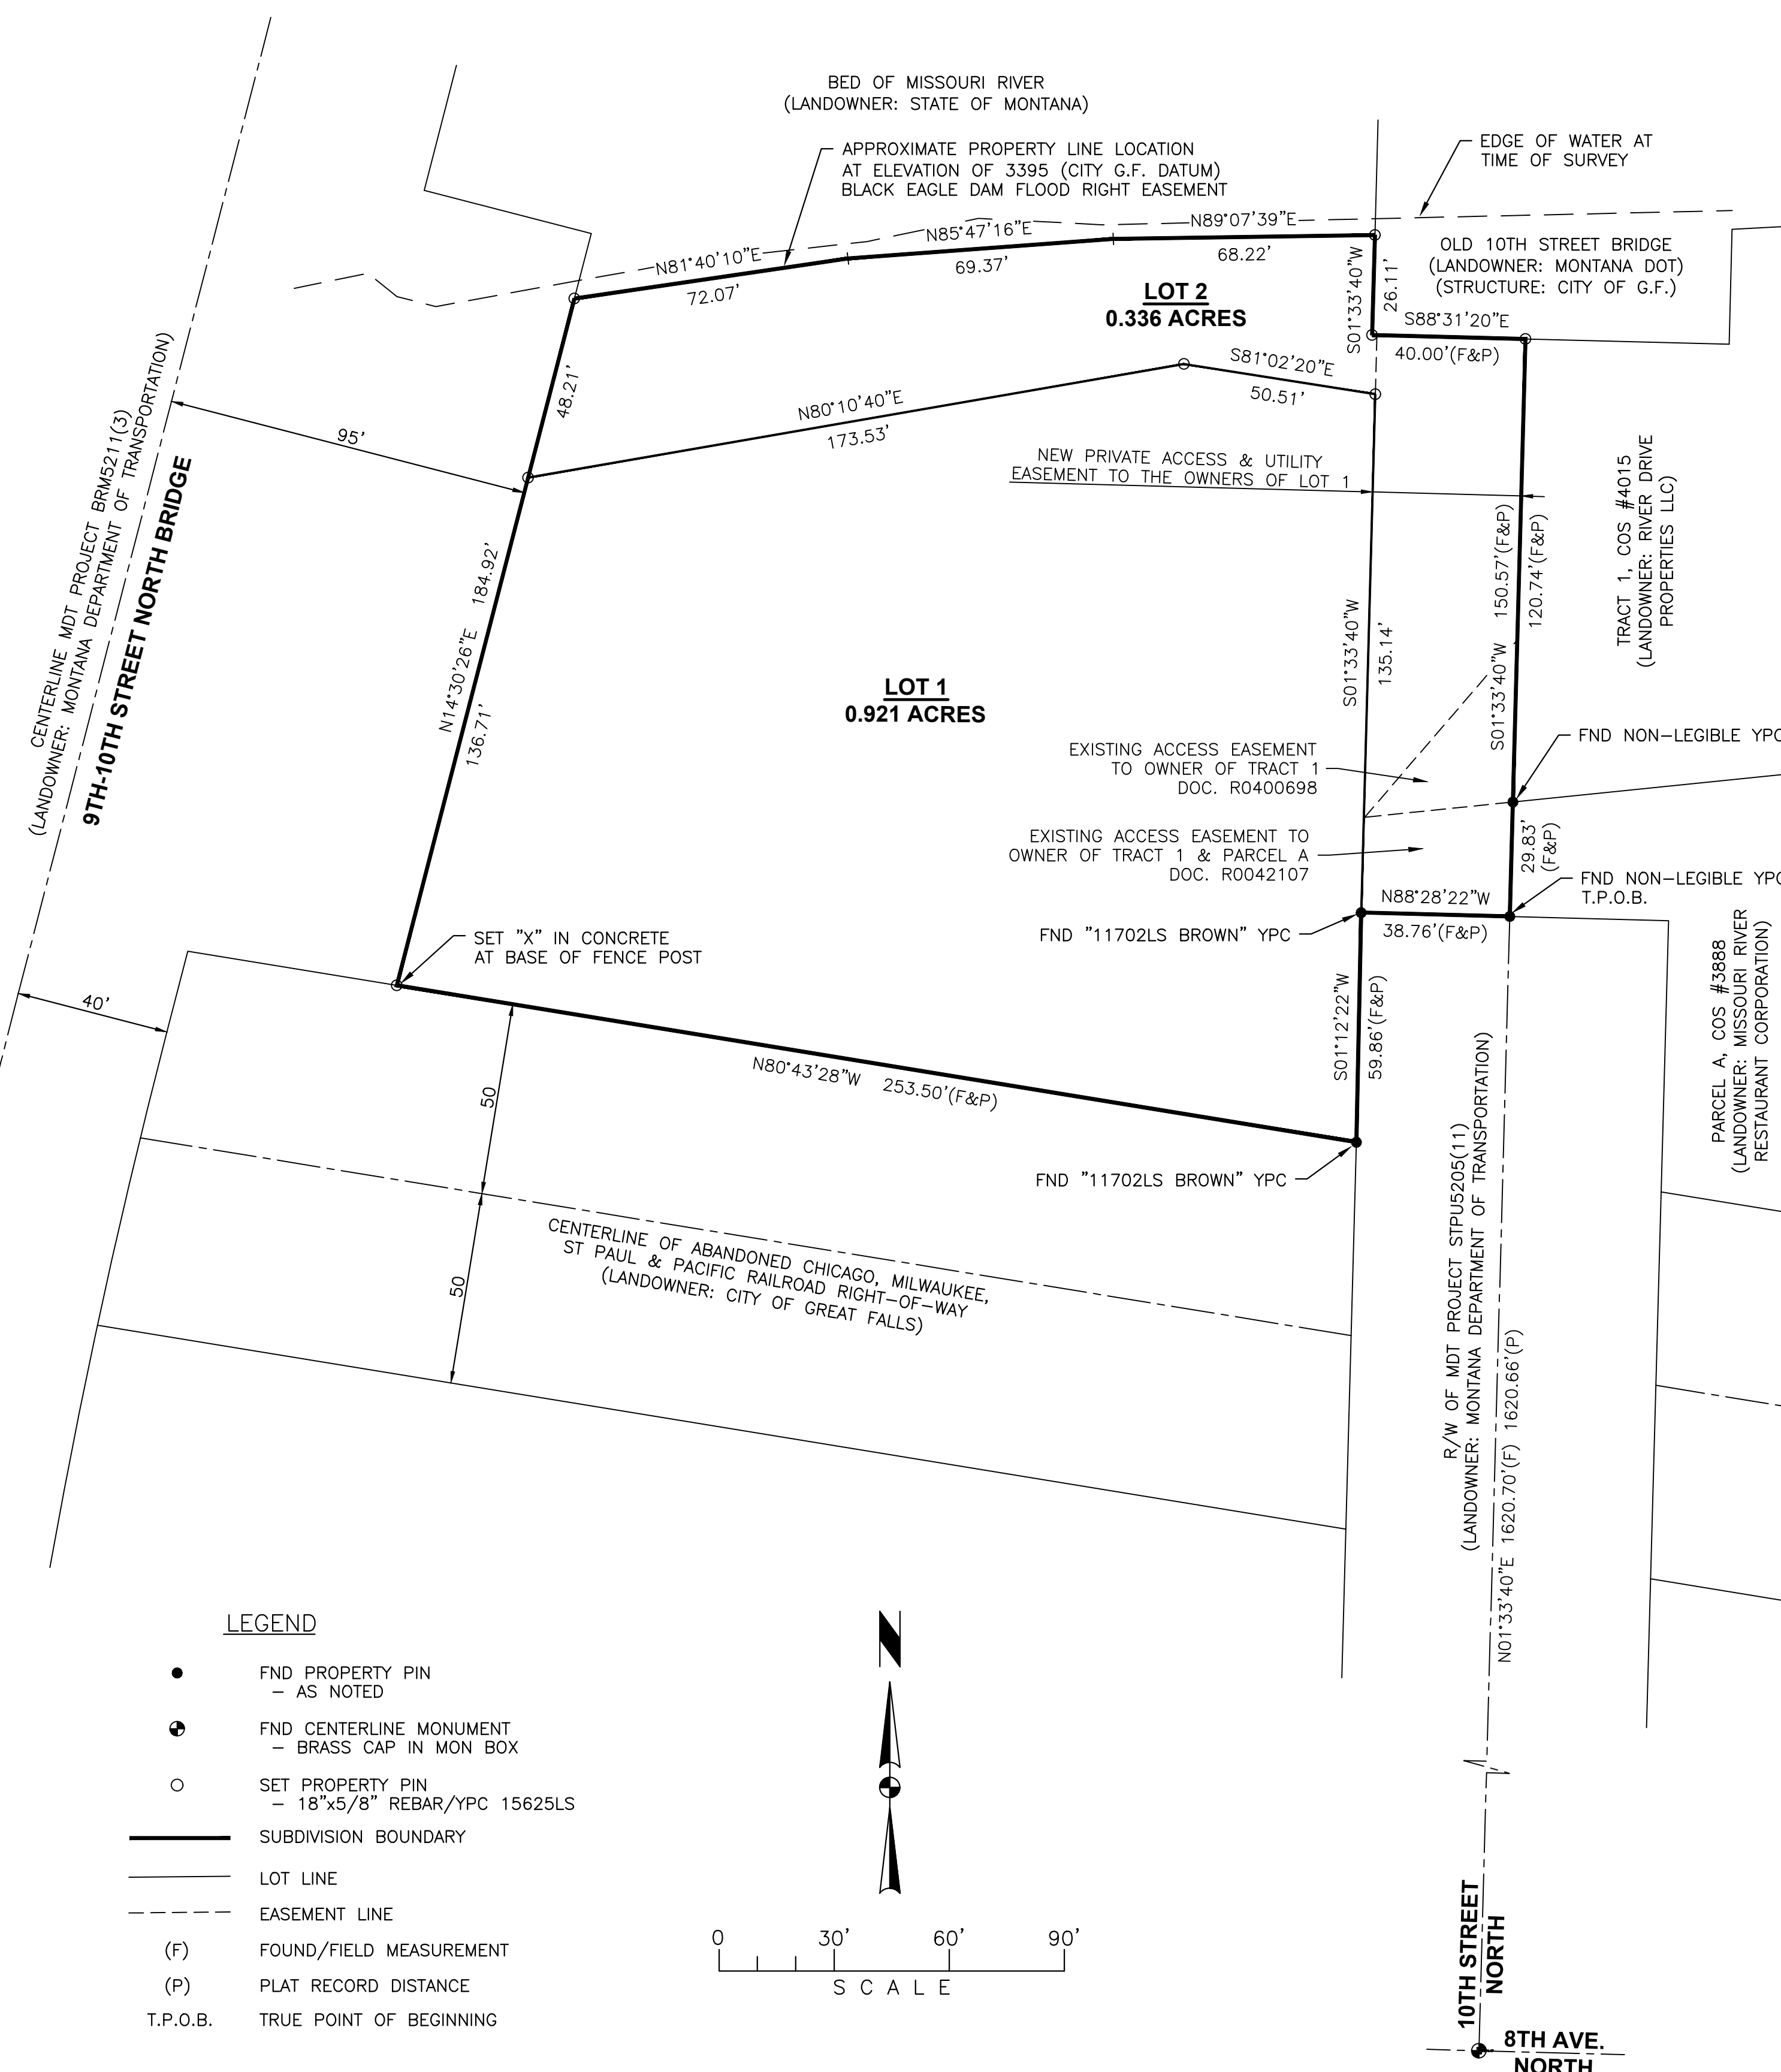 BED OF MISSOURI RIVER
(LANDOWNER: STATE OF MONTANA)
APPROXIMATE PROPERTY LINE LOCATION
AT ELEVATION OF 3395 (CITY G.F. DATUM)
BLACK EAGLE DAM FLOOD RIGHT EASEMENT
EDGE OF WATER AT
TIME OF SURVEY
N81°40'10"E
72.07'
N85°47'16"E
69.37'
N89°07'39"E
68.22'
S01°33'40"W
26.11'
OLD 10TH STREET BRIDGE
(LANDOWNER: MONTANA DOT)
(STRUCTURE: CITY OF G.F.)
LOT 2
0.336 ACRES
S88°31'20"E
40.00'(F&P)
S81°02'20"E
50.51'
N80°10'40"E
173.53'
48.21'
95'
CENTERLINE MDT PROJECT BRM5211(3)
(LANDOWNER: MONTANA DEPARTMENT OF TRANSPORTATION)
9TH-10TH STREET NORTH BRIDGE
NEW PRIVATE ACCESS & UTILITY
EASEMENT TO THE OWNERS OF LOT 1
N14°30'26"E 184.92'
136.71'
LOT 1
0.921 ACRES
S01°33'40"W
135.14'
S01°33'40"W 150.57'(F&P)
120.74'(F&P)
TRACT 1, COS #4015
(LANDOWNER: RIVER DRIVE
PROPERTIES LLC)
EXISTING ACCESS EASEMENT
TO OWNER OF TRACT 1
DOC. R0400698
FND NON-LEGIBLE YPC
EXISTING ACCESS EASEMENT TO
OWNER OF TRACT 1 & PARCEL A
DOC. R0042107
29.83'
(F&P)
FND NON-LEGIBLE YPC
T.P.O.B.
N88°28'22"W
38.76'(F&P)
FND "11702LS BROWN" YPC
SET "X" IN CONCRETE
AT BASE OF FENCE POST
S01°12'22"W
59.86'(F&P)
PARCEL A, COS #3888
(LANDOWNER: MISSOURI RIVER
RESTAURANT CORPORATION)
40'
N80°43'28"W 253.50'(F&P)
50
50
FND "11702LS BROWN" YPC
CENTERLINE OF ABANDONED CHICAGO, MILWAUKEE,
ST PAUL & PACIFIC RAILROAD RIGHT-OF-WAY
(LANDOWNER: CITY OF GREAT FALLS)
R/W OF MDT PROJECT STPU5205(11)
(LANDOWNER: MONTANA DEPARTMENT OF TRANSPORTATION)
N01°33'40"E 1620.70'(F) 1620.66'(P)
LEGEND
FND PROPERTY PIN
- AS NOTED
FND CENTERLINE MONUMENT
- BRASS CAP IN MON BOX
SET PROPERTY PIN
- 18"x5/8" REBAR/YPC 15625LS
SUBDIVISION BOUNDARY
LOT LINE
EASEMENT LINE
(F) FOUND/FIELD MEASUREMENT
(P) PLAT RECORD DISTANCE
T.P.O.B. TRUE POINT OF BEGINNING
N
0 30' 60' 90'
SCALE
10TH STREET
NORTH
8TH AVE.
NORTH